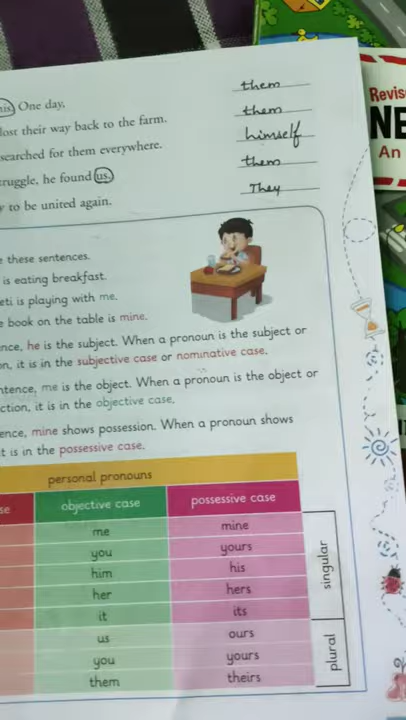 his. One day, them
lost their way back to the farm. them
searched for them everywhere. himself
truggle, he found us. them
y to be united again. They
e these sentences.
is eating breakfast.
eti is playing with me.
e book on the table is mine.
nce, he is the subject. When a pronoun is the subject or
on, it is in the subjective case or nominative case.
ntence, me is the object. When a pronoun is the object or
ction, it is in the objective case.
ence, mine shows possession. When a pronoun shows
t is in the possessive case.
personal pronouns
se objective case possessive case
me mine
you yours
him his
her hers
it its
singular
us ours
you yours
them theirs
plural
Revise
NE
An